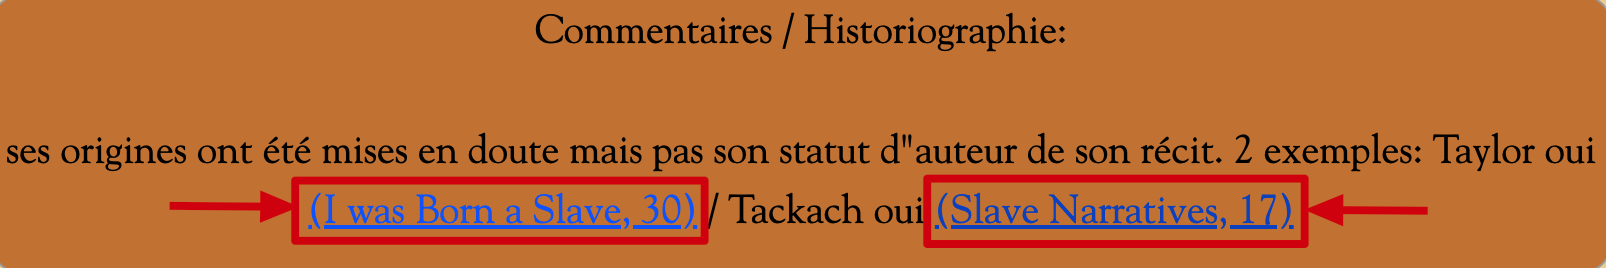 Commentaires / Historiographie:
ses origines ont été mises en doute mais pas son statut d"auteur de son récit. 2 exemples: Taylor oui
(I was Born a Slave, 30) / Tackach oui (Slave Narratives, 17)